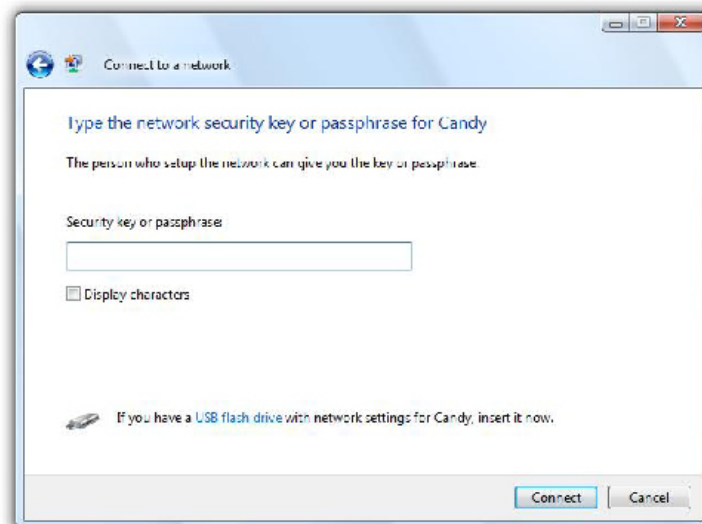 Connect to a network
Type the network security key or passphrase for Candy
The person who setup the network can give you the key or passphrase.
Security key or passphrase:
Display characters
If you have a USB flash drive with network settings for Candy, insert it now.
Connect Cancel